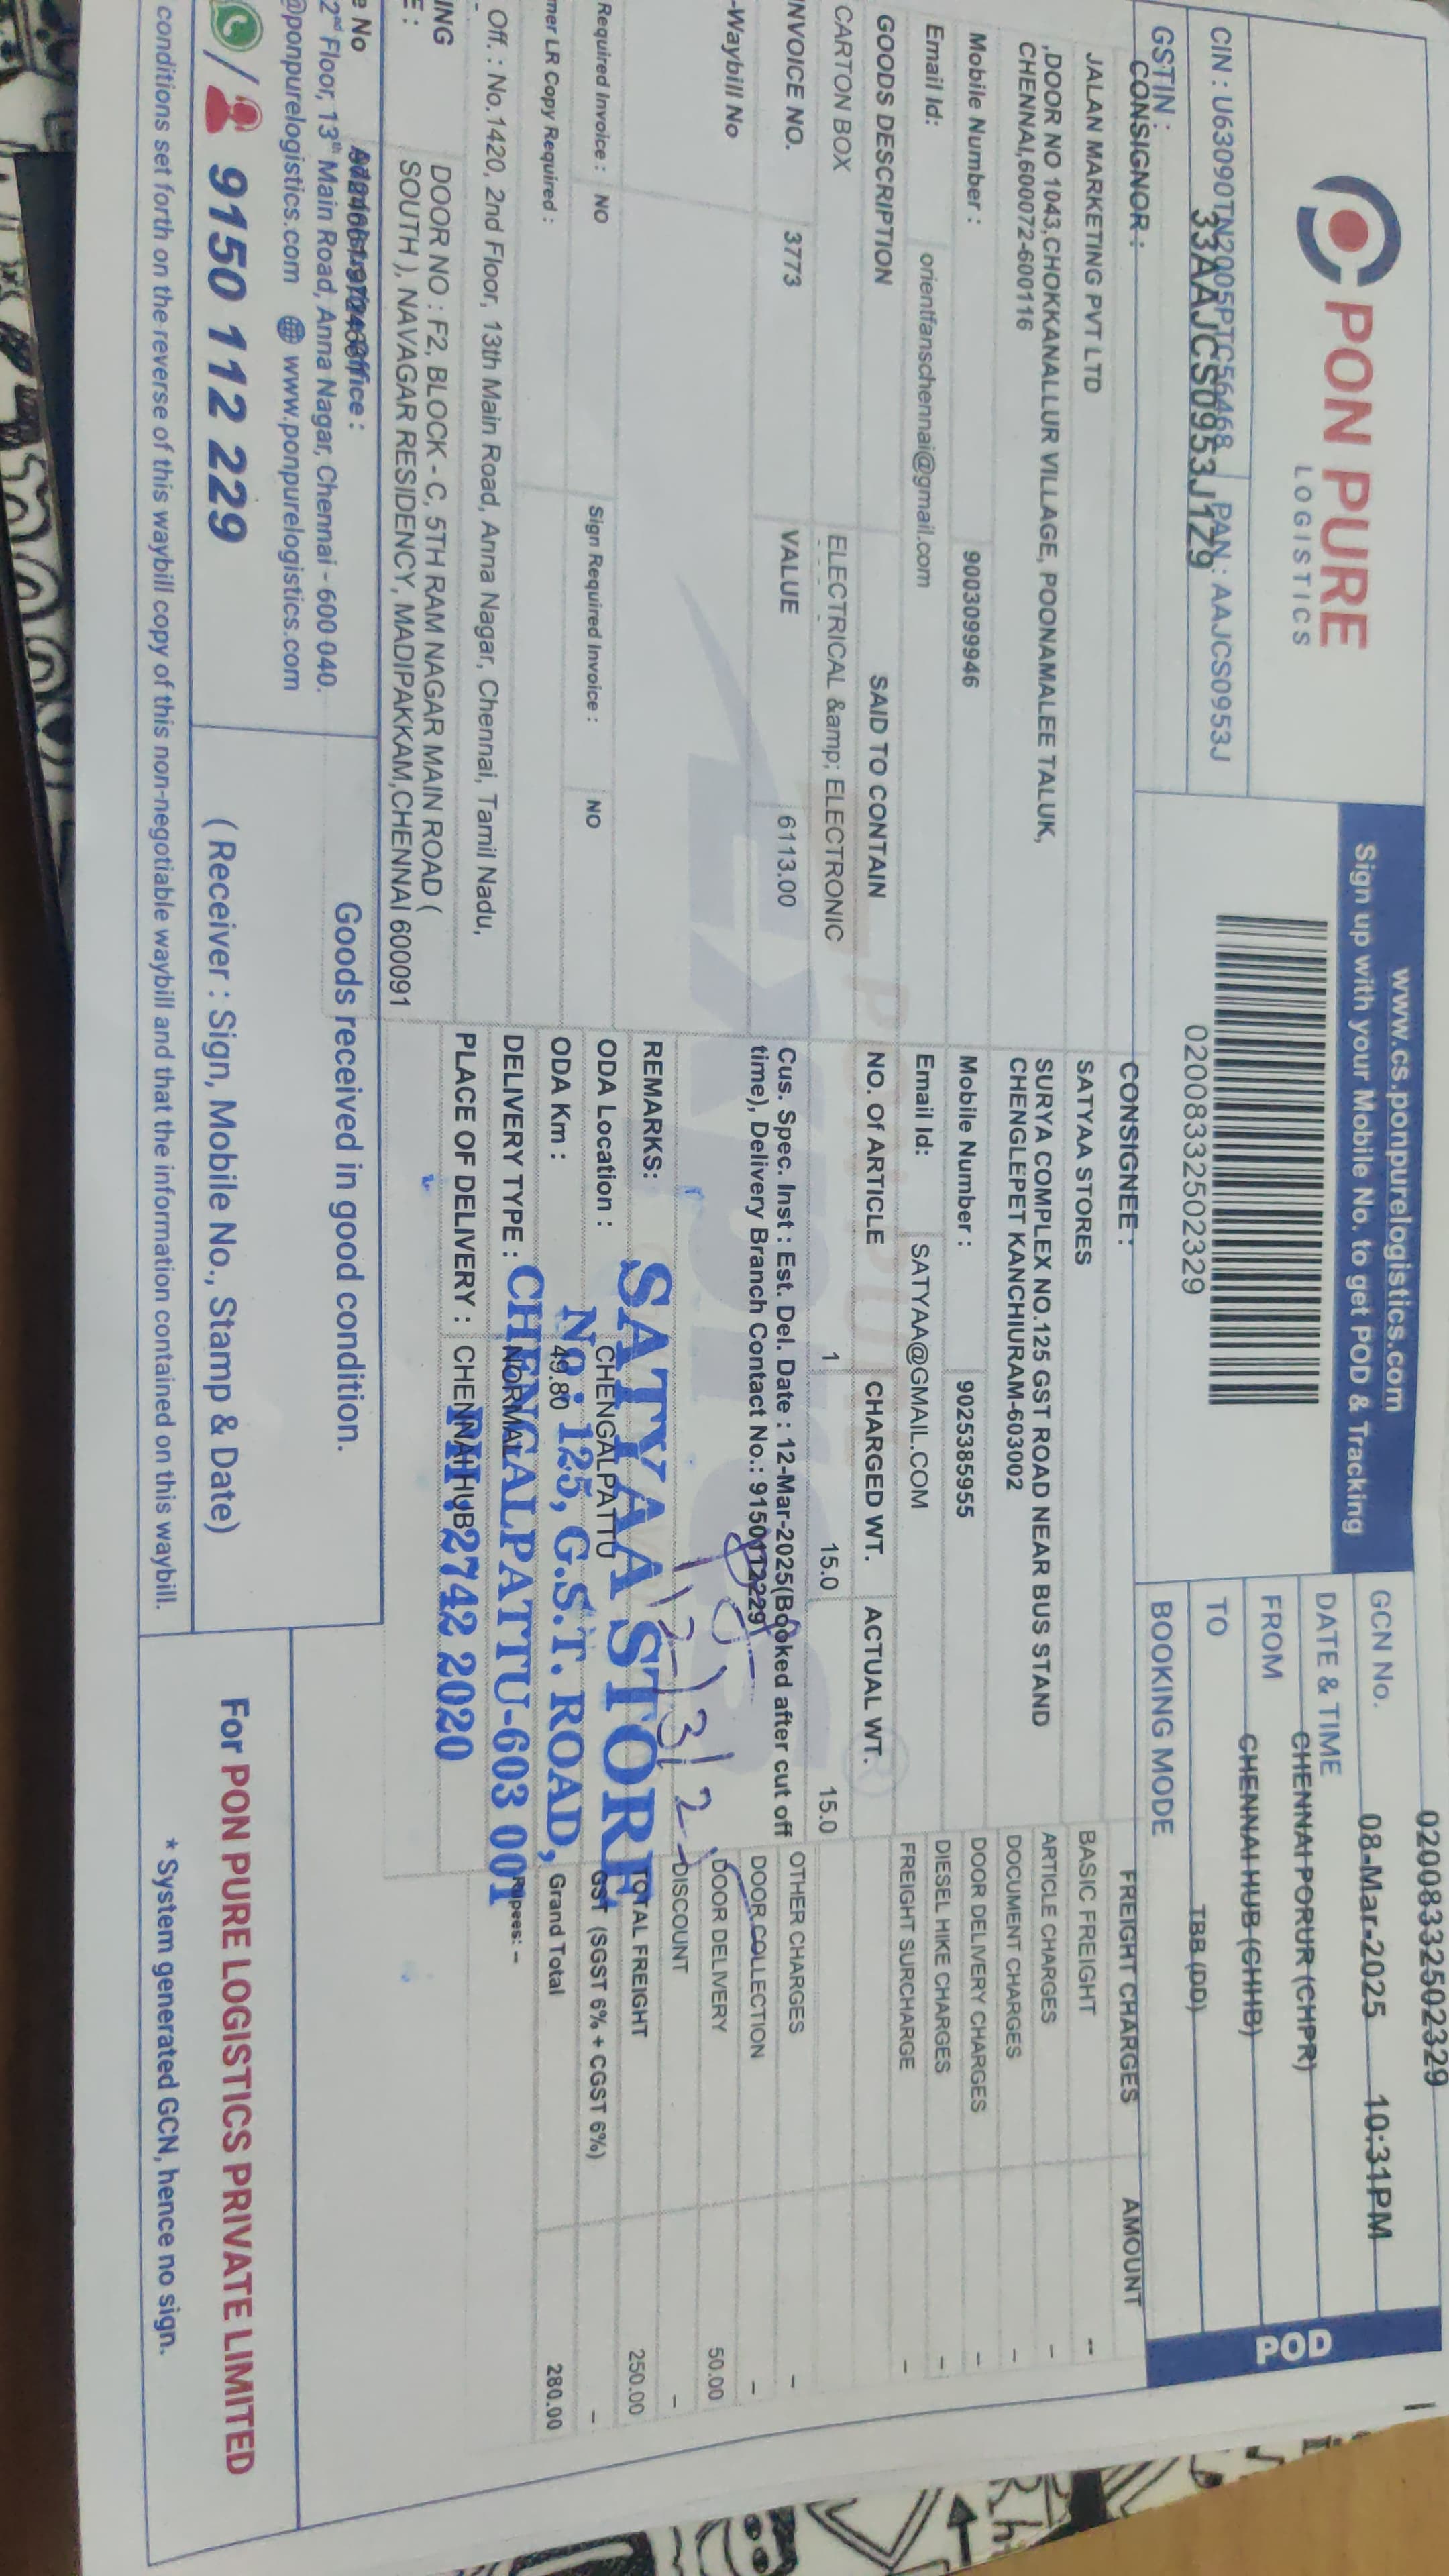 PON PURE
LOGISTICS
CIN : U63090TN2005PTC56468 PAN : AAJCS0953J
GSTIN : 33AAJCS0953J1Z9
www.cs.ponpurelogistics.com
Sign up with your Mobile No. to get POD & Tracking
02008332502329
02008332502329
GCN No.
DATE & TIME 08-Mar-2025 10:31PM
FROM CHENNAI PORUR (CHPR)
TO CHENNAI HUB (CHHB)
BOOKING MODE TBB (DD)
POD
CONSIGNOR :
JALAN MARKETING PVT LTD
,DOOR NO 1043,CHOKKANALLUR VILLAGE, POONAMALEE TALUK,
CHENNAI,600072-600116
Mobile Number : 9003099946
Email Id: orientfanschennai@gmail.com
CONSIGNEE :
SATYAA STORES
SURYA COMPLEX NO.125 GST ROAD NEAR BUS STAND
CHENGLEPET KANCHIURAM-603002
Mobile Number : 9025385955
Email Id: SATYAA@GMAIL.COM
GOODS DESCRIPTION SAID TO CONTAIN NO. Of ARTICLE CHARGED WT. ACTUAL WT.
CARTON BOX ELECTRICAL &amp; ELECTRONIC 1 15.0 15.0
INVOICE NO. 3773 VALUE 6113.00
-Waybill No
Cus. Spec. Inst : Est. Del. Date : 12-Mar-2025(Booked after cut off
time), Delivery Branch Contact No.: 9150112229
Required Invoice : NO Sign Required Invoice : NO
mer LR Copy Required :
Off. : No.1420, 2nd Floor, 13th Main Road, Anna Nagar, Chennai, Tamil Nadu,
ING DOOR NO : F2, BLOCK - C, 5TH RAM NAGAR MAIN ROAD (
E : SOUTH ), NAVAGAR RESIDENCY, MADIPAKKAM,CHENNAI 600091
REMARKS:
ODA Location : CHENGALPATTU
ODA Km : 49.80
DELIVERY TYPE : NORMAL
PLACE OF DELIVERY : CHENNAI HUB
SATYAA STORE
No : 125, G.S.T. ROAD,
CHENGALPATTU-603 001
PH : 2742 2020
FREIGHT CHARGES AMOUNT
BASIC FREIGHT --
ARTICLE CHARGES -
DOCUMENT CHARGES -
DOOR DELIVERY CHARGES -
DIESEL HIKE CHARGES -
FREIGHT SURCHARGE -
OTHER CHARGES -
DOOR COLLECTION -
DOOR DELIVERY 50.00
DISCOUNT -
TOTAL FREIGHT 250.00
GST (SGST 6% + CGST 6%) -
Grand Total 280.00
Rupees: -
e No
2nd Floor, 13th Main Road, Anna Nagar, Chennai - 600 040.
@ponpurelogistics.com www.ponpurelogistics.com
/ 9150 112 229
Goods received in good condition.
( Receiver : Sign, Mobile No., Stamp & Date)
For PON PURE LOGISTICS PRIVATE LIMITED
* System generated GCN, hence no sign.
conditions set forth on the reverse of this waybill copy of this non-negotiable waybill and that the information contained on this waybill.